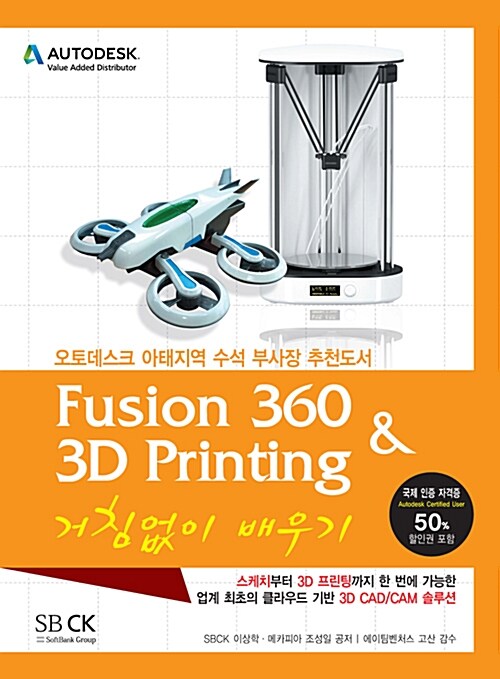 AUTODESK.
Value Added Distributor
오토데스크 아태지역 수석 부사장 추천도서
Fusion 360 &
3D Printing
거침없이 배우기
국제 인증 자격증
Autodesk Certified User
50%
할인권 포함
스케치부터 3D 프린팅까지 한 번에 가능한
업계 최초의 클라우드 기반 3D CAD/CAM 솔루션
SB CK
SoftBank Group
SBCK 이상학 · 메카피아 조성일 공저 | 에이팀벤처스 고산 감수